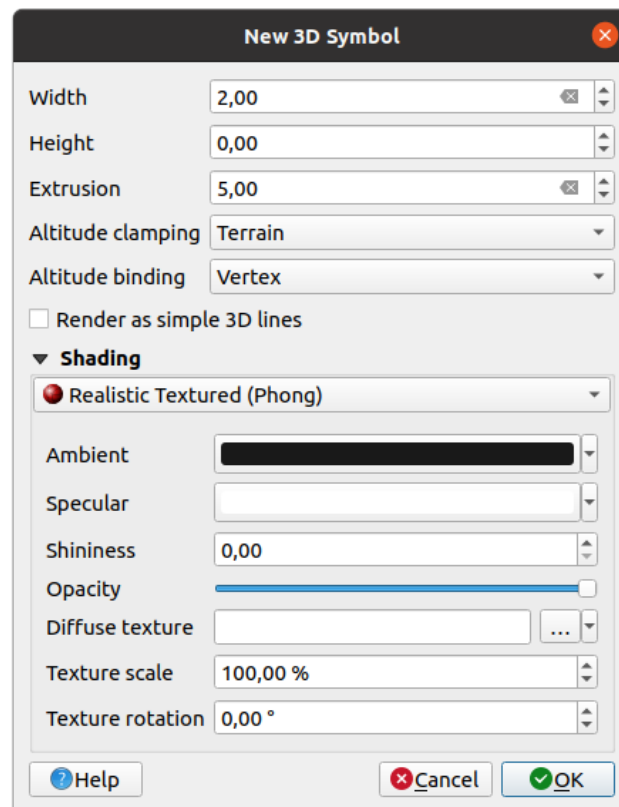 New 3D Symbol
Width 2,00
Height 0,00
Extrusion 5,00
Altitude clamping Terrain
Altitude binding Vertex
Render as simple 3D lines
Shading
Realistic Textured (Phong)
Ambient
Specular
Shininess 0,00
Opacity
Diffuse texture ...
Texture scale 100,00 %
Texture rotation 0,00 °
Help Cancel OK